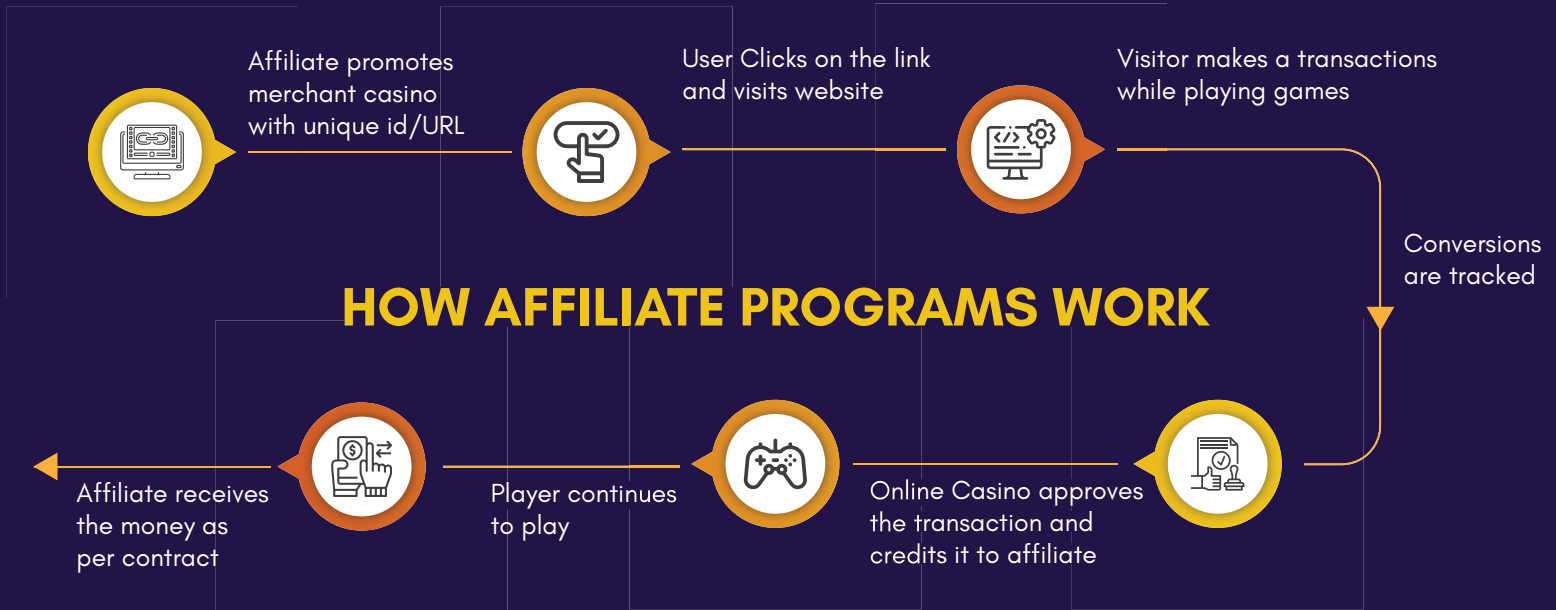 Affiliate promotes
merchant casino
with unique id/URL
User Clicks on the link
and visits website
Visitor makes a transactions
while playing games
Conversions
are tracked
HOW AFFILIATE PROGRAMS WORK
Online Casino approves
the transaction and
credits it to affiliate
Player continues
to play
Affiliate receives
the money as
per contract